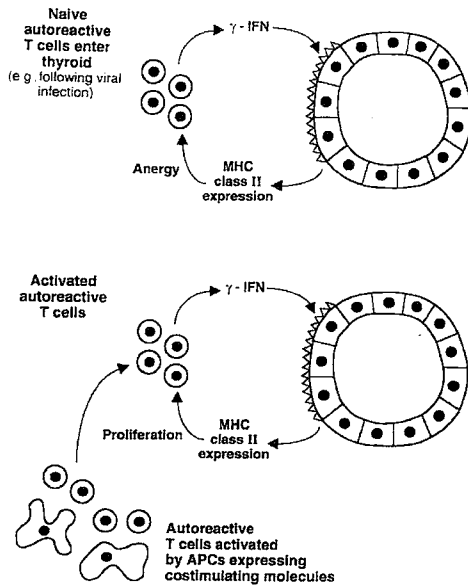 Naive
autoreactive
T cells enter
thyroid
(e g. following viral
infection)
γ - IFN
Anergy
MHC
class II
expression
Activated
autoreactive
T cells
γ - IFN
Proliferation
MHC
class II
expression
Autoreactive
T cells activated
by APCs expressing
costimulating molecules